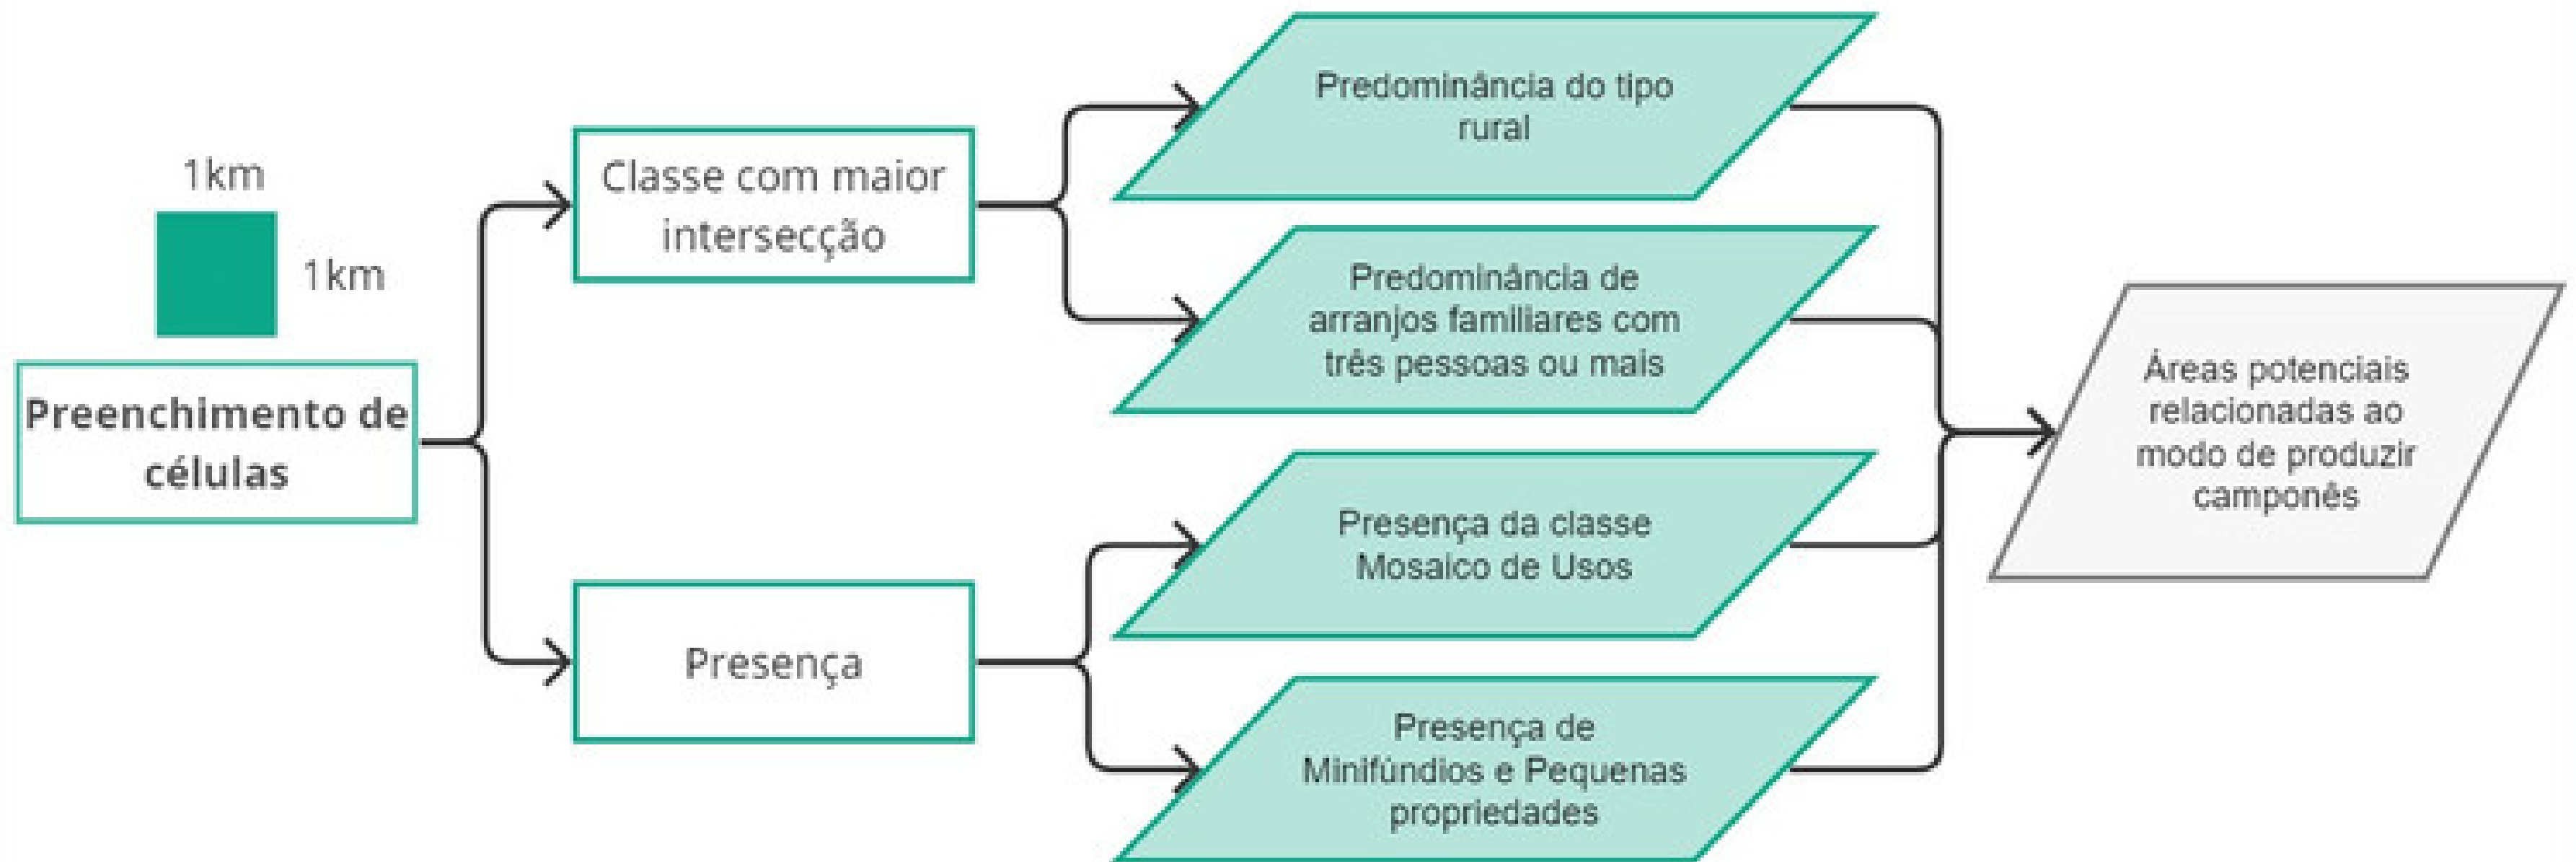 1km
1km
Preenchimento de
células
Classe com maior
intersecção
Presença
Predominância do tipo
rural
Predominância de
arranjos familiares com
três pessoas ou mais
Presença da classe
Mosaico de Usos
Presença de
Minifúndios e Pequenas
propriedades
Áreas potenciais
relacionadas ao
modo de produzir
camponês